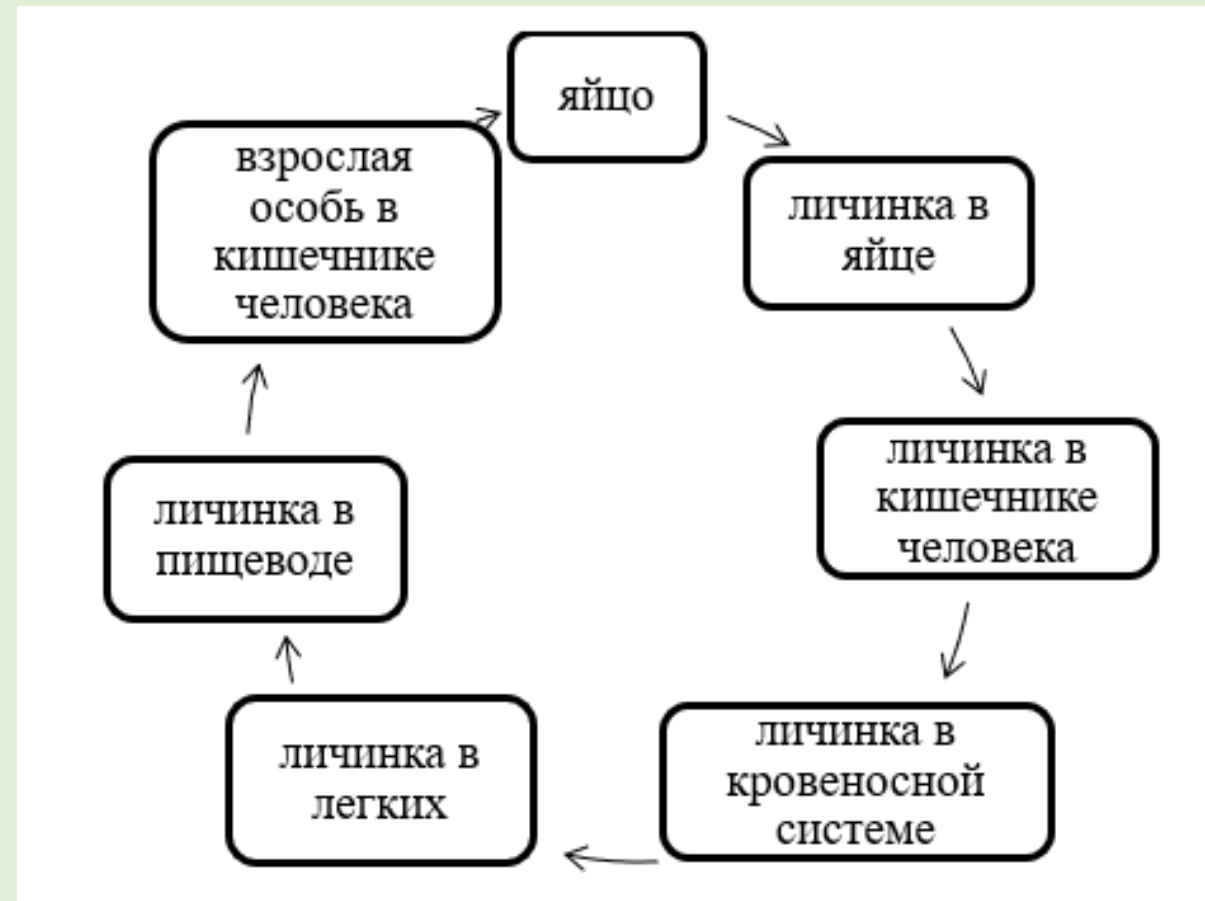 яйцо
личинка в
яйце
личинка в
кишечнике
человека
личинка в
кровеносной
системе
личинка в
легких
личинка в
пищеводе
взрослая
особь в
кишечнике
человека